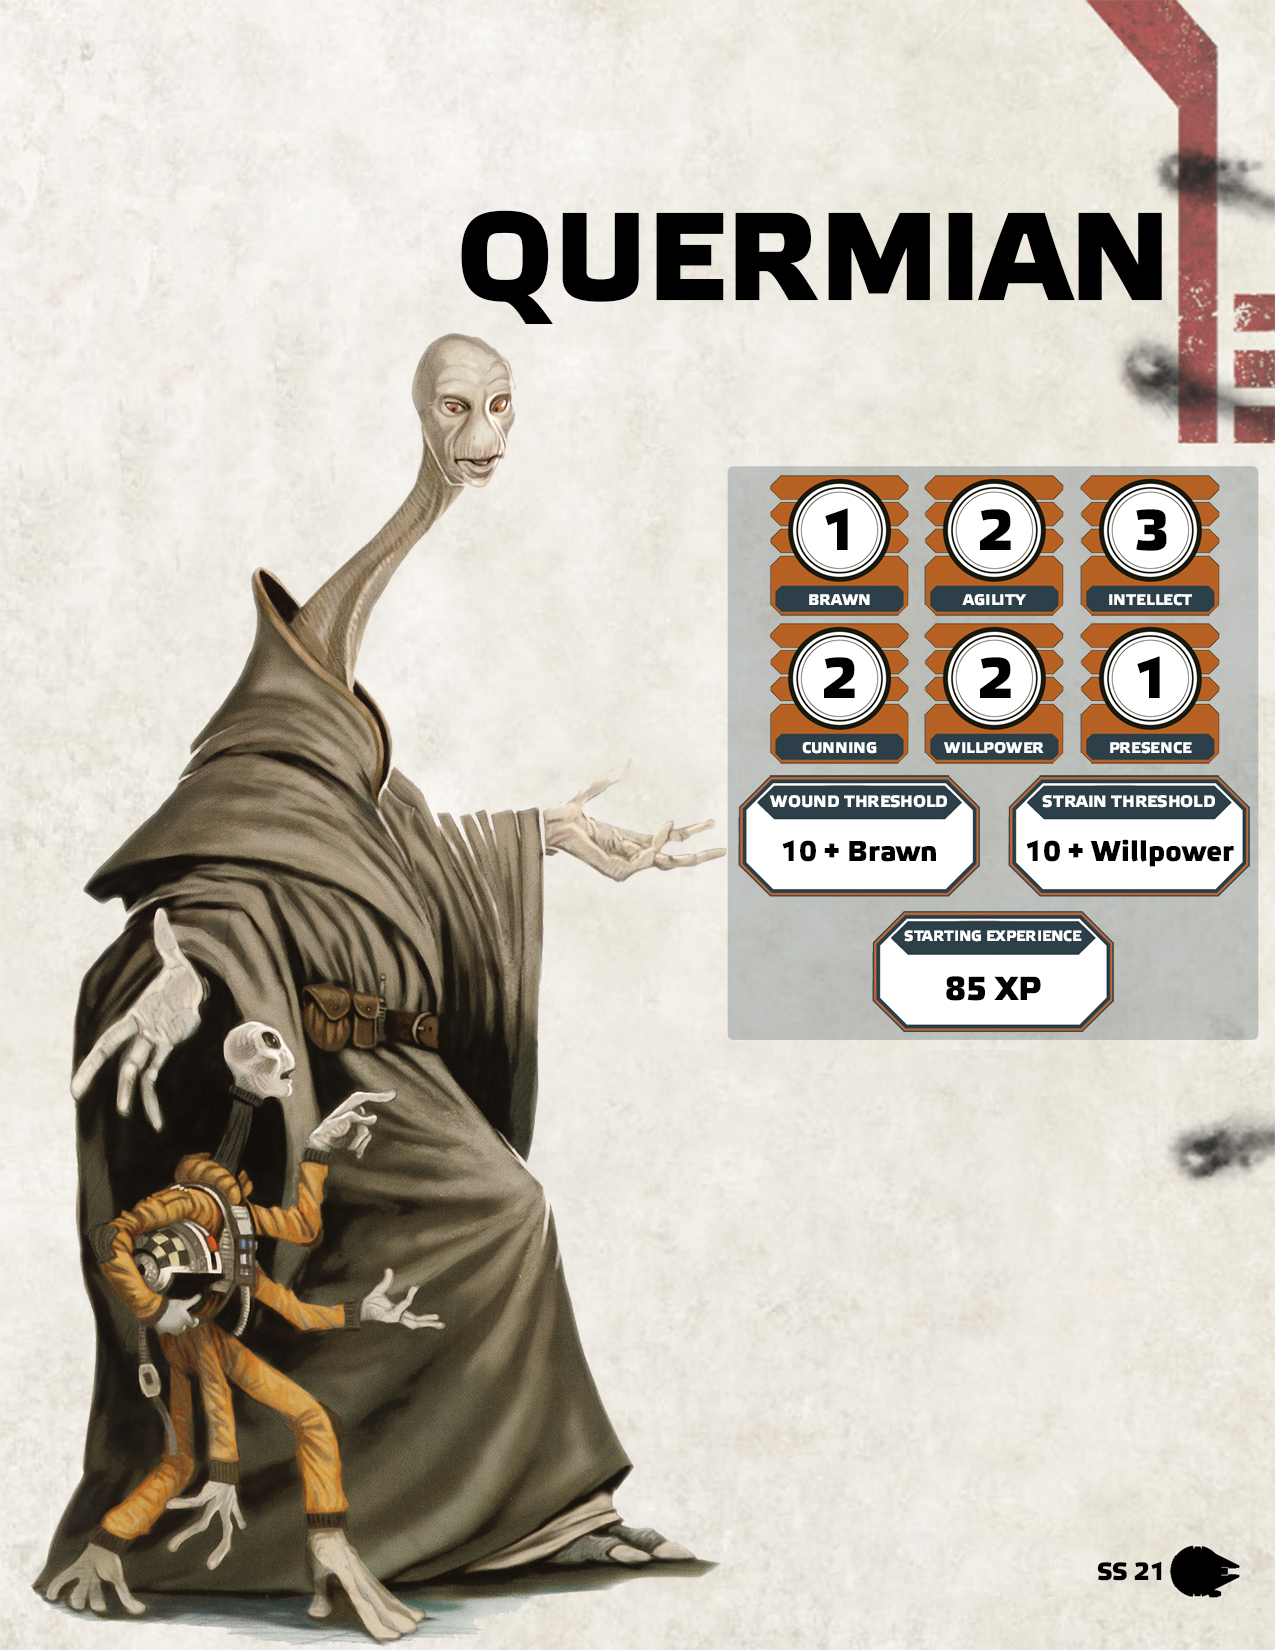 QUERMIAN
1 2 3
BRAWN AGILITY INTELLECT
2 2 1
CUNNING WILLPOWER PRESENCE
WOUND THRESHOLD STRAIN THRESHOLD
10 + Brawn 10 + Willpower
STARTING EXPERIENCE
85 XP
SS 21